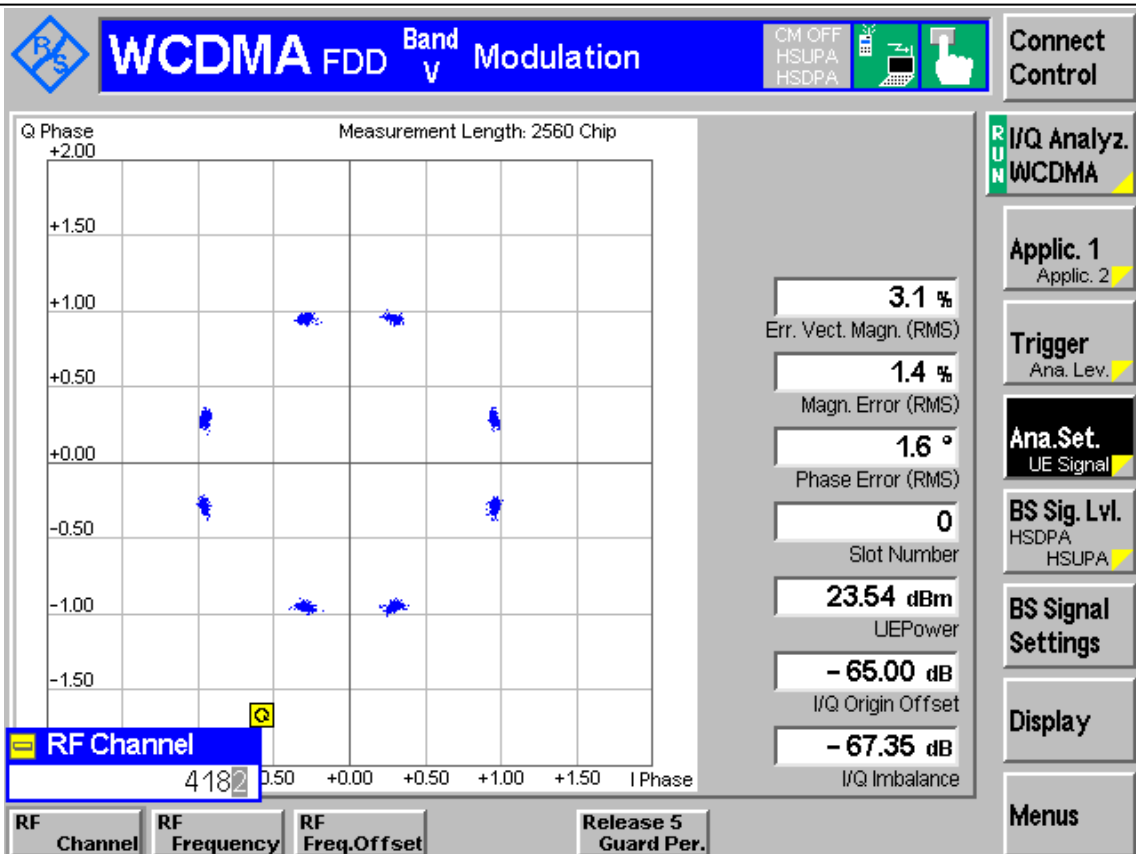 R/S
WCDMA FDD Band V Modulation
CM OFF
HSUPA
HSDPA
Connect
Control
Q Phase
Measurement Length: 2560 Chip
+2.00
+1.50
+1.00
+0.50
+0.00
-0.50
-1.00
-1.50
0.50 +0.00 +0.50 +1.00 +1.50 I Phase
Q
RF Channel
4182
3.1 %
Err. Vect. Magn. (RMS)
1.4 %
Magn. Error (RMS)
1.6 °
Phase Error (RMS)
0
Slot Number
23.54 dBm
UEPower
- 65.00 dB
I/Q Origin Offset
- 67.35 dB
I/Q Imbalance
RUN
I/Q Analyz.
WCDMA
Applic. 1
Applic. 2
Trigger
Ana. Lev.
Ana.Set.
UE Signal
BS Sig. Lvl.
HSDPA
HSUPA
BS Signal
Settings
Display
Menus
RF
Channel
RF
Frequency
RF
Freq.Offset
Release 5
Guard Per.